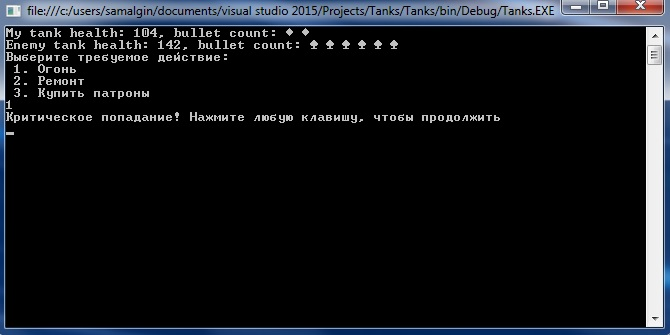 file:///c:/users/samalgin/documents/visual studio 2015/Projects/Tanks/Tanks/bin/Debug/Tanks.EXE
My tank health: 104, bullet count: ♦ ♦
Enemy tank health: 142, bullet count: ♠ ♠ ♠ ♠ ♠ ♠
Выберите требуемое действие:
1. Огонь
2. Ремонт
3. Купить патроны
1
Критическое попадание! Нажмите любую клавишу, чтобы продолжить